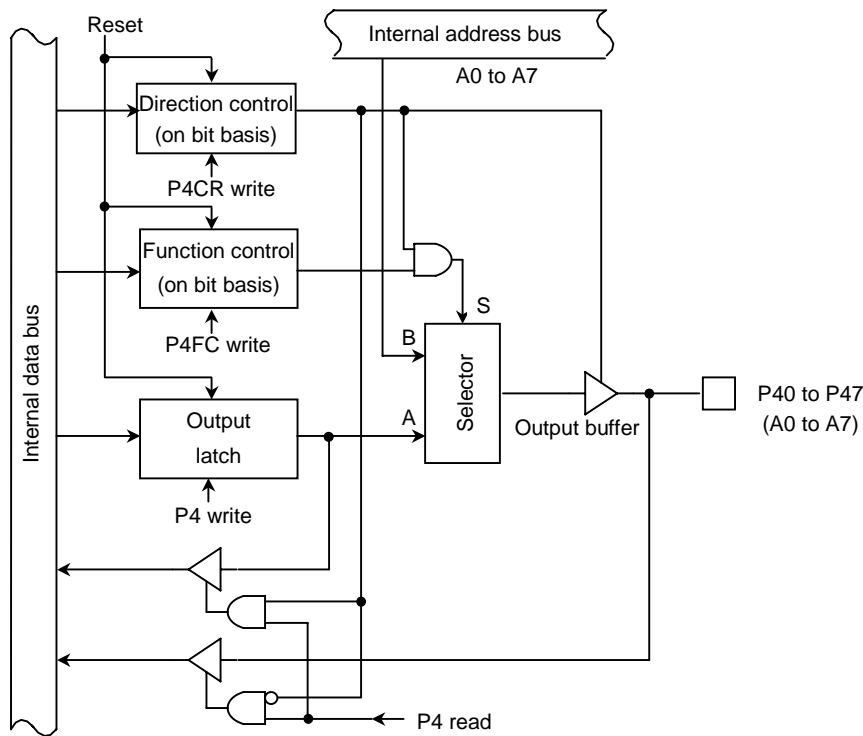 Reset
Internal address bus
A0 to A7
Direction control
(on bit basis)
P4CR write
Function control
(on bit basis)
P4FC write
S
B
A
Selector
Output buffer
P40 to P47
(A0 to A7)
Output
latch
P4 write
Internal data bus
P4 read